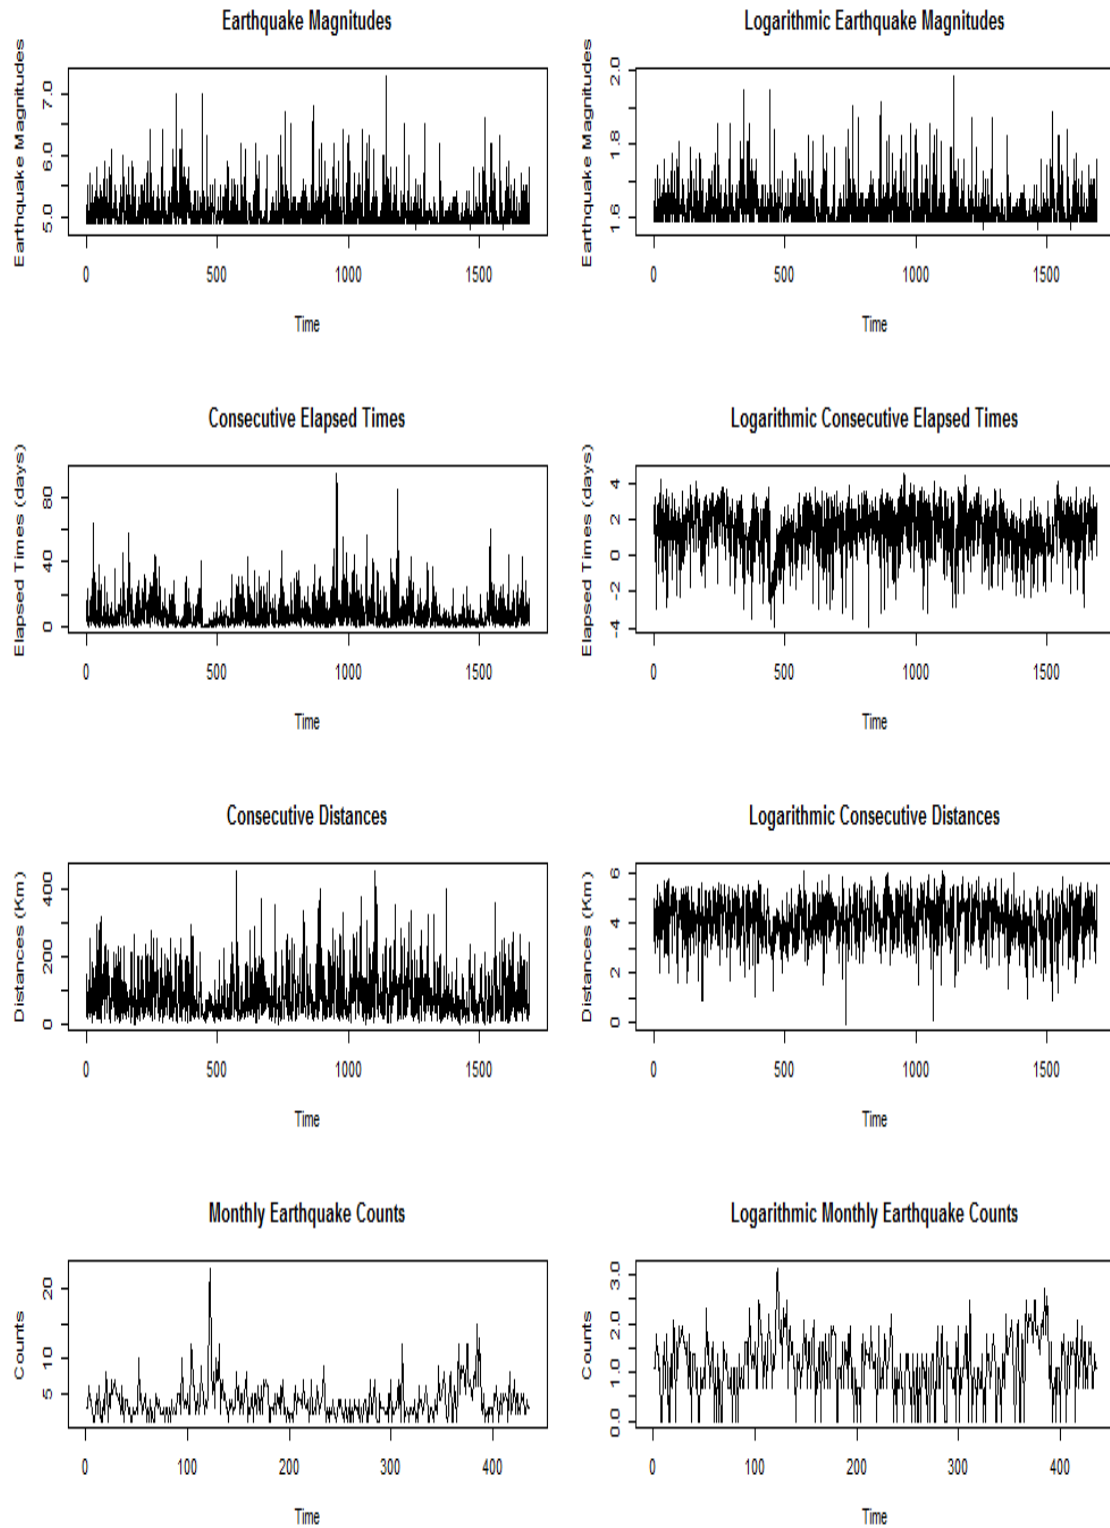 Earthquake Magnitudes
Earthquake Magnitudes
5.0 6.0 7.0
0 500 1000 1500
Time
Logarithmic Earthquake Magnitudes
Earthquake Magnitudes
1.6 1.8 2.0
0 500 1000 1500
Time
Consecutive Elapsed Times
Elapsed Times (days)
0 40 80
0 500 1000 1500
Time
Logarithmic Consecutive Elapsed Times
Elapsed Times (days)
-4 -2 0 2 4
0 500 1000 1500
Time
Consecutive Distances
Distances (Km)
0 200 400
0 500 1000 1500
Time
Logarithmic Consecutive Distances
Distances (Km)
0 2 4 6
0 500 1000 1500
Time
Monthly Earthquake Counts
Counts
5 10 20
0 100 200 300 400
Time
Logarithmic Monthly Earthquake Counts
Counts
0.0 1.0 2.0 3.0
0 100 200 300 400
Time